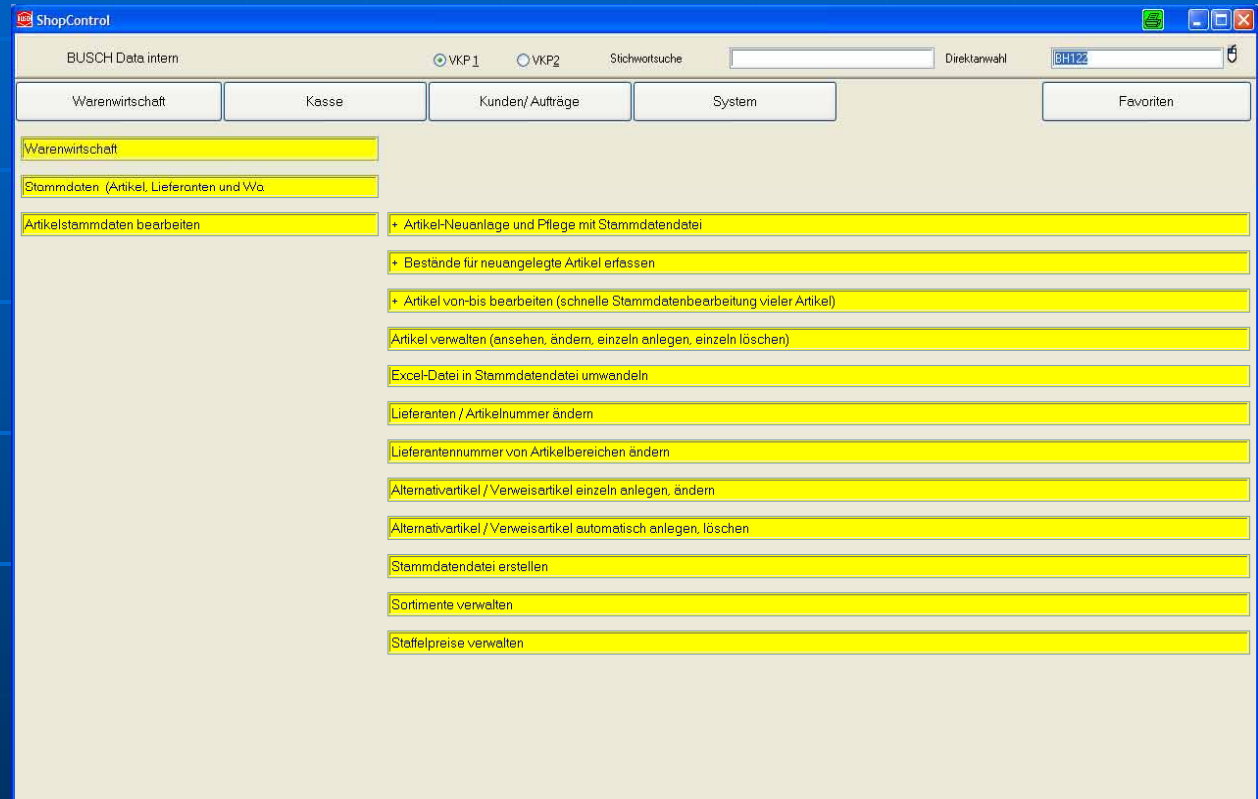 ShopControl
BUSCH Data intern VKP1 VKP2 Stichwortsuche Direktanwahl BH122
Warenwirtschaft Kasse Kunden/Aufträge System Favoriten
Warenwirtschaft
Stammdaten (Artikel, Lieferanten und Wa
Artikelstammdaten bearbeiten + Artikel-Neuanlage und Pflege mit Stammdatendatei
+ Bestände für neuangelegte Artikel erfassen
+ Artikel von-bis bearbeiten (schnelle Stammdatenbearbeitung vieler Artikel)
Artikel verwalten (ansehen, ändern, einzeln anlegen, einzeln löschen)
Excel-Datei in Stammdatendatei umwandeln
Lieferanten / Artikelnummer ändern
Lieferantennummer von Artikelbereichen ändern
Alternativartikel / Verweisartikel einzeln anlegen, ändern
Alternativartikel / Verweisartikel automatisch anlegen, löschen
Stammdatendatei erstellen
Sortimente verwalten
Staffelpreise verwalten